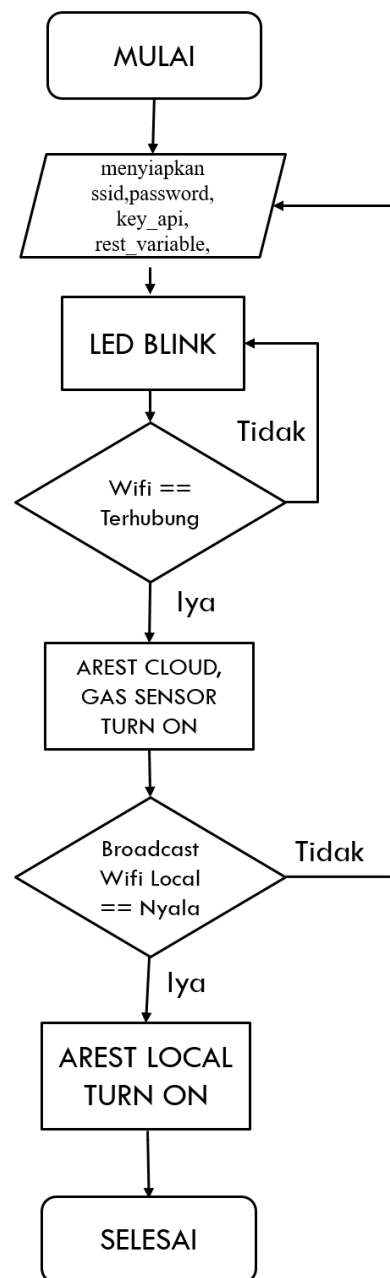 MULAI
menyiapkan
ssid,password,
key_api,
rest_variable,
LED BLINK
Tidak
Wifi ==
Terhubung
Iya
AREST CLOUD,
GAS SENSOR
TURN ON
Broadcast
Wifi Local
== Nyala
Tidak
Iya
AREST LOCAL
TURN ON
SELESAI